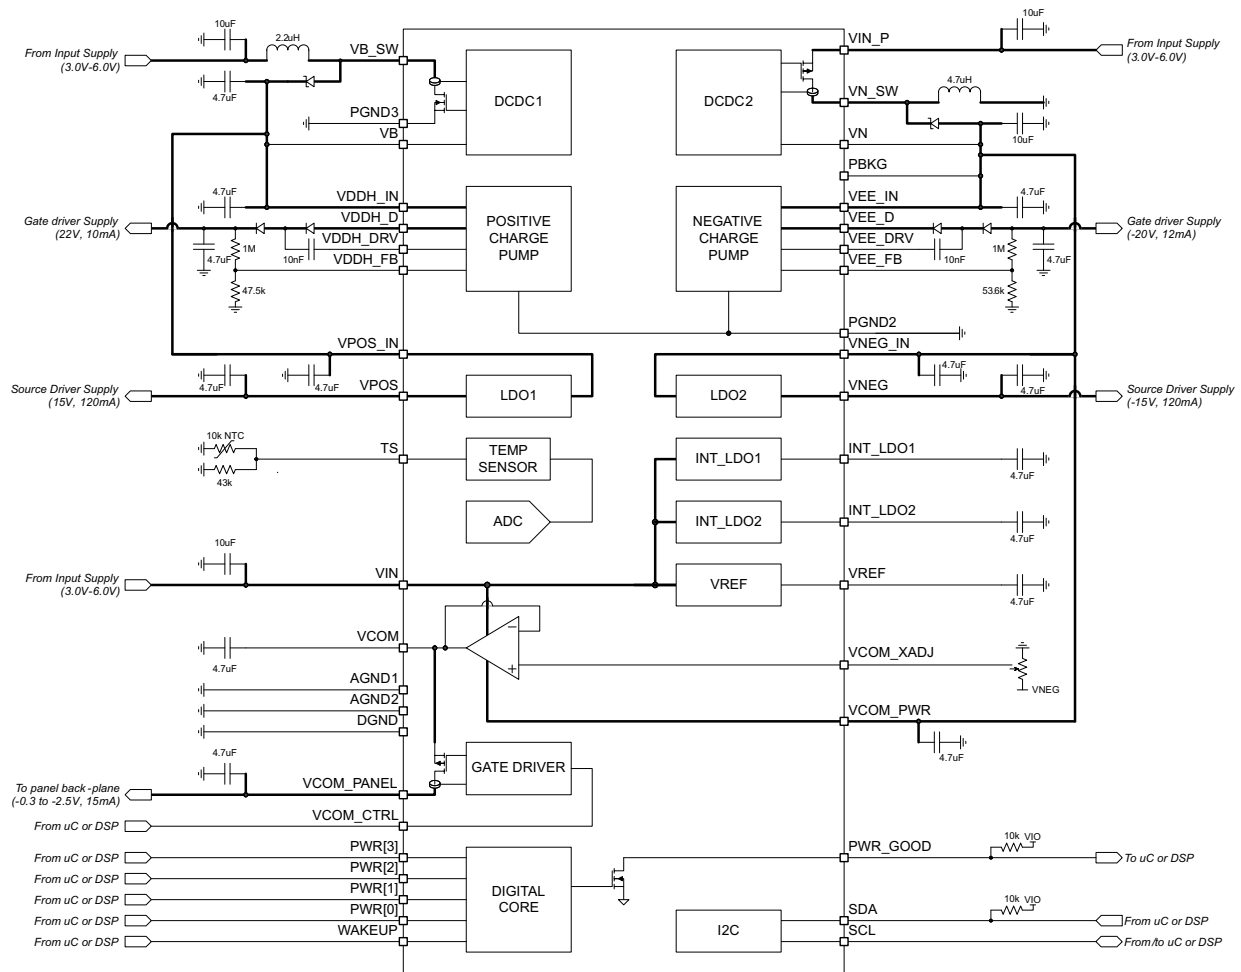 10uF
2.2uH
From Input Supply
(3.0V-6.0V)
VB_SW
4.7uF
DCDC1
PGND3
VB
10uF
VIN_P
From Input Supply
(3.0V-6.0V)
4.7uH
VN_SW
DCDC2
VN
10uF
PBKG
4.7uF
VDDH_IN
Gate driver Supply
(22V, 10mA)
VDDH_D
VDDH_DRV
VDDH_FB
4.7uF
1M
10nF
47.5k
POSITIVE
CHARGE
PUMP
NEGATIVE
CHARGE
PUMP
VEE_IN
4.7uF
VEE_D
VEE_DRV
VEE_FB
Gate driver Supply
(-20V, 12mA)
10nF
1M
4.7uF
53.6k
PGND2
VPOS_IN
4.7uF
4.7uF
VPOS
Source Driver Supply
(15V, 120mA)
LDO1
LDO2
VNEG_IN
4.7uF
4.7uF
VNEG
Source Driver Supply
(-15V, 120mA)
10k NTC
43k
TS
TEMP
SENSOR
ADC
INT_LDO1
INT_LDO1
4.7uF
INT_LDO2
INT_LDO2
4.7uF
10uF
From Input Supply
(3.0V-6.0V)
VIN
VREF
VREF
4.7uF
VCOM
4.7uF
−
+
VCOM_XADJ
VNEG
AGND1
AGND2
DGND
VCOM_PWR
4.7uF
4.7uF
GATE DRIVER
To panel back-plane
(-0.3 to -2.5V, 15mA)
VCOM_PANEL
VCOM_CTRL
From uC or DSP
From uC or DSP
PWR[3]
From uC or DSP
PWR[2]
From uC or DSP
PWR[1]
From uC or DSP
PWR[0]
From uC or DSP
WAKEUP
DIGITAL
CORE
PWR_GOOD
10k
VIO
To uC or DSP
I2C
SDA
10k
VIO
From uC or DSP
SCL
From/to uC or DSP